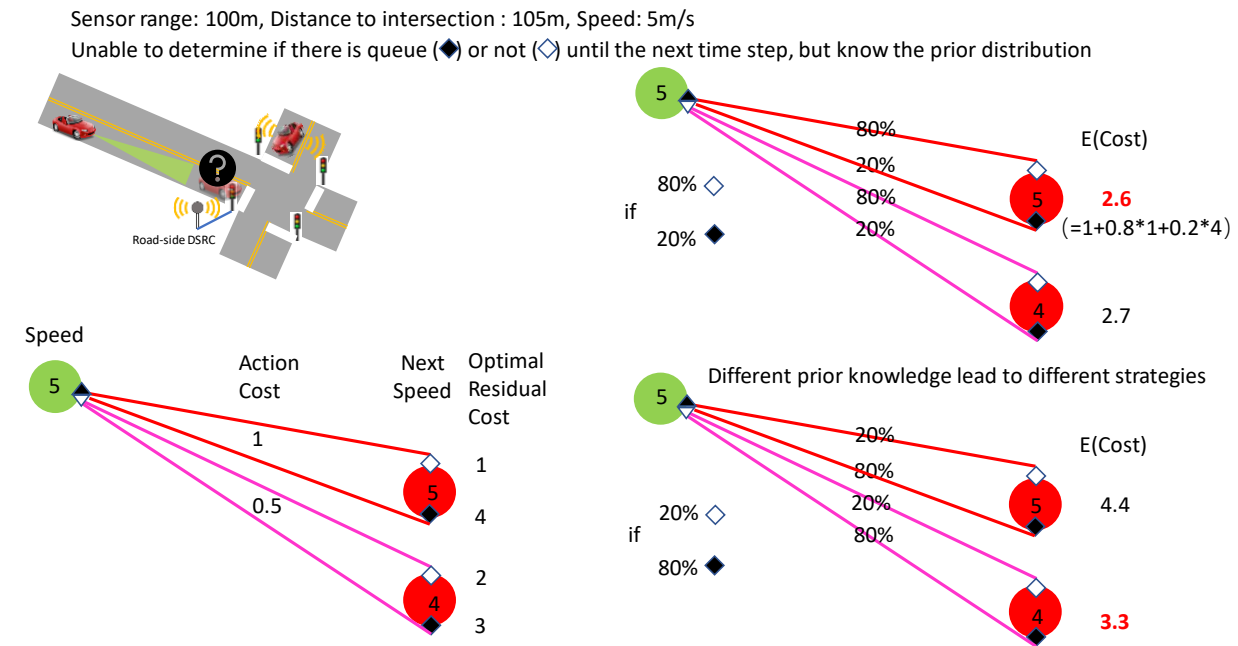 Sensor range: 100m, Distance to intersection : 105m, Speed: 5m/s
Unable to determine if there is queue (◆) or not (◇) until the next time step, but know the prior distribution
?
Road-side DSRC
5
80%
20%
80%
20%
E(Cost)
80% ◇
if
20% ◆
5
2.6
(=1+0.8*1+0.2*4)
4
2.7
Speed
Action Cost
Next Speed
Optimal Residual Cost
5
1
0.5
5
1
4
4
2
3
Different prior knowledge lead to different strategies
5
20%
80%
20%
80%
E(Cost)
20% ◇
if
80% ◆
5
4.4
4
3.3